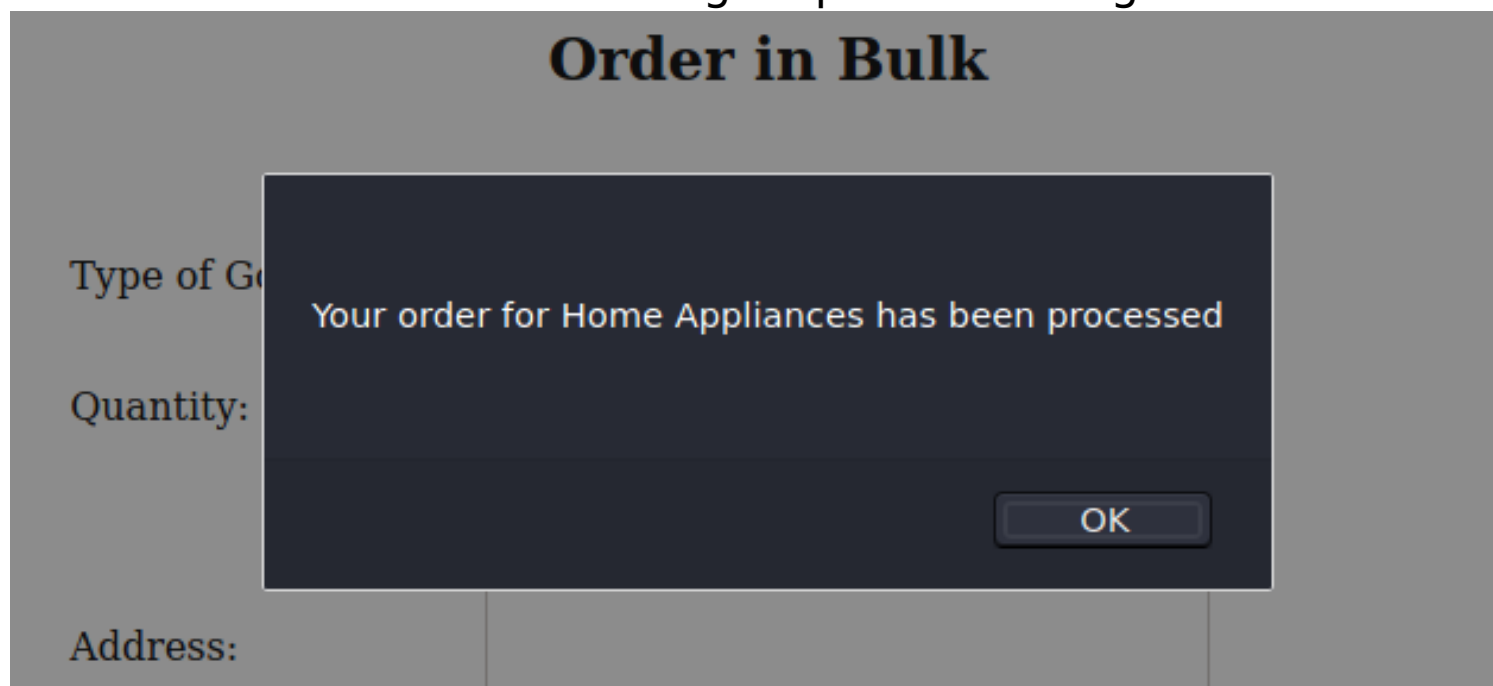 Order in Bulk
Type of
Your order for Home Appliances has been processed
Quantity:
OK
Address: